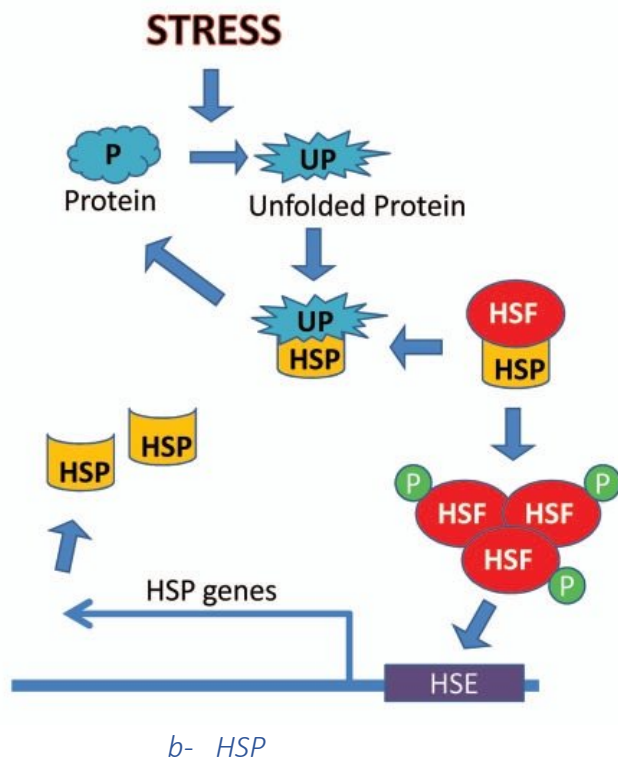 STRESS
P
UP
Protein
Unfolded Protein
UP
HSP
HSF
HSP
HSP
HSP
P
P
HSF
HSF
HSF
P
HSP genes
HSE
b- HSP